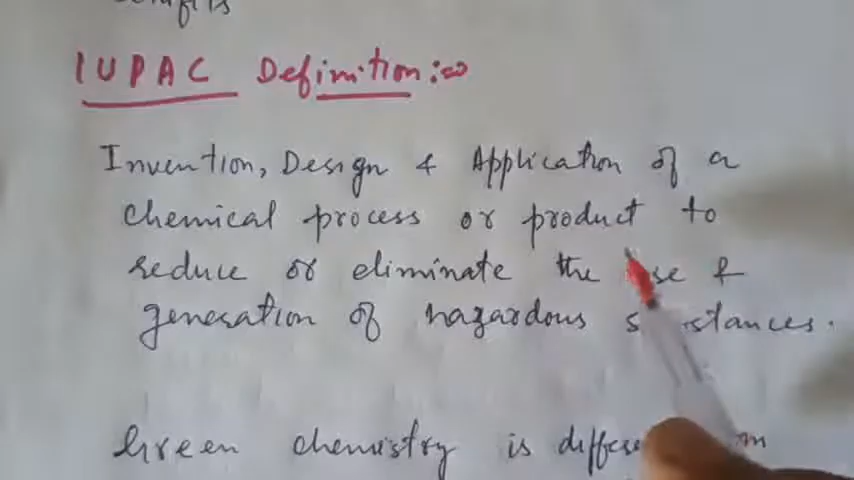 IUPAC Definition:
Invention, Design & Application of a
chemical process or product to
reduce or eliminate the use &
generation of hazardous substances.
Green chemistry is